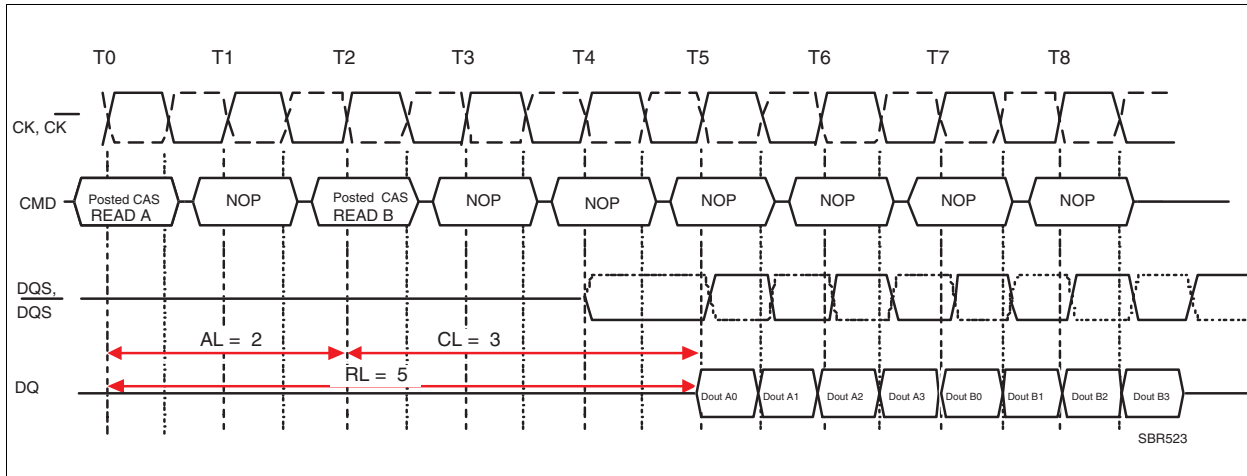 T0 T1 T2 T3 T4 T5 T6 T7 T8
CK, CK
CMD
Posted CAS
READ A
NOP
Posted CAS
READ B
NOP
NOP
NOP
NOP
NOP
NOP
DQS,
DQS
AL = 2
CL = 3
RL = 5
DQ
Dout A0
Dout A1
Dout A2
Dout A3
Dout B0
Dout B1
Dout B2
Dout B3
SBR523